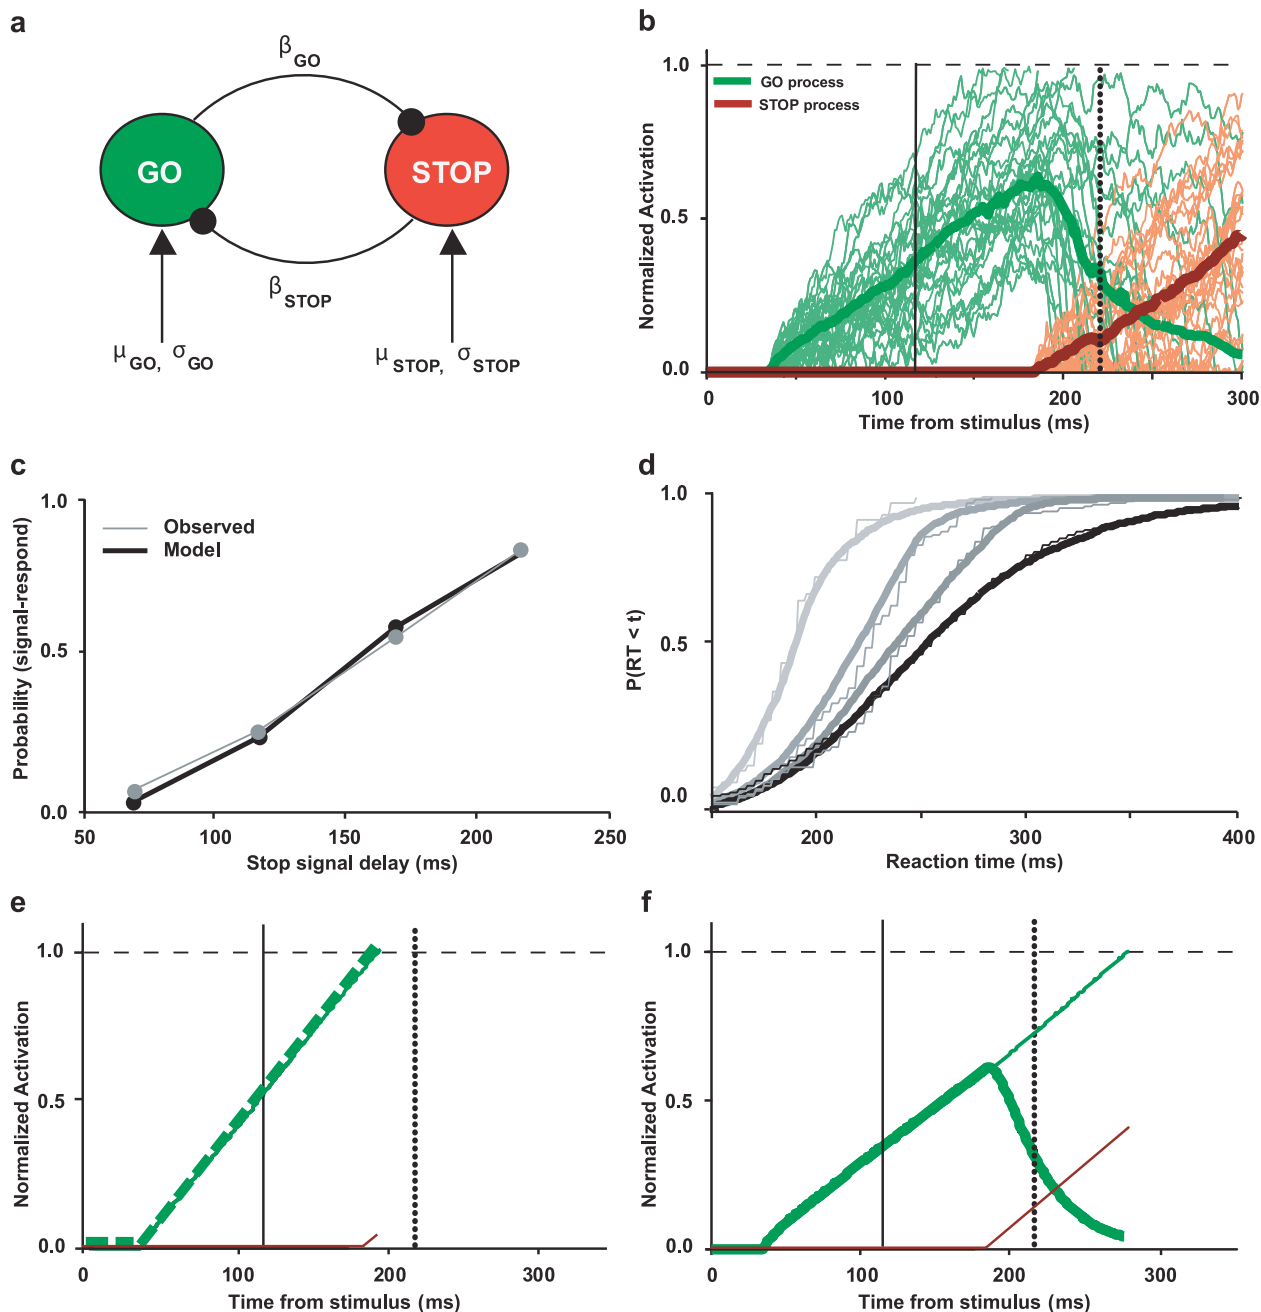 a
β GO
GO
STOP
β STOP
μ GO, σ GO
μ STOP, σ STOP
b
1.0
GO process
STOP process
0.5
0.0
Normalized Activation
0
100
200
300
Time from stimulus (ms)
c
1.0
Observed
Model
0.5
0.0
Probability (signal-respond)
50
100
150
200
250
Stop signal delay (ms)
d
1.0
0.5
0.0
P(RT < t)
200
300
400
Reaction time (ms)
e
1.0
0.5
0.0
Normalized Activation
0
100
200
300
Time from stimulus (ms)
f
1.0
0.5
0.0
Normalized Activation
0
100
200
300
Time from stimulus (ms)